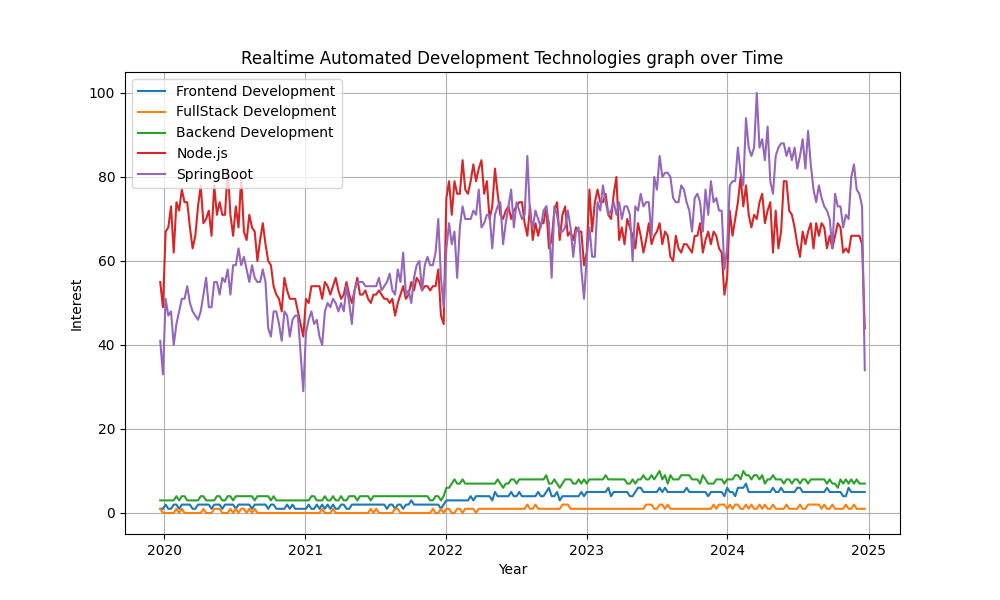 Realtime Automated Development Technologies graph over Time
Frontend Development
FullStack Development
Backend Development
Node.js
SpringBoot
100
80
60
40
20
0
Interest
2020 2021 2022 2023 2024 2025
Year